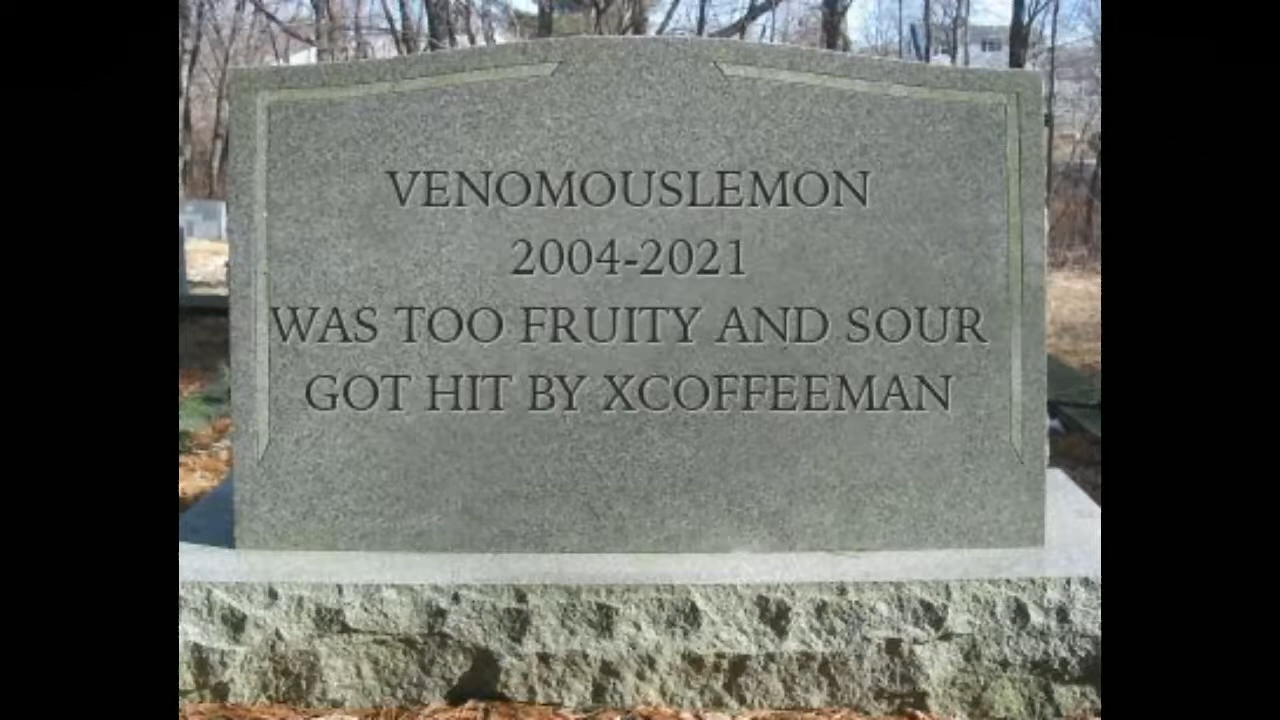 VENOMOUSLEMON
2004-2021
WAS TOO FRUITY AND SOUR
GOT HIT BY XCOFFEEMAN